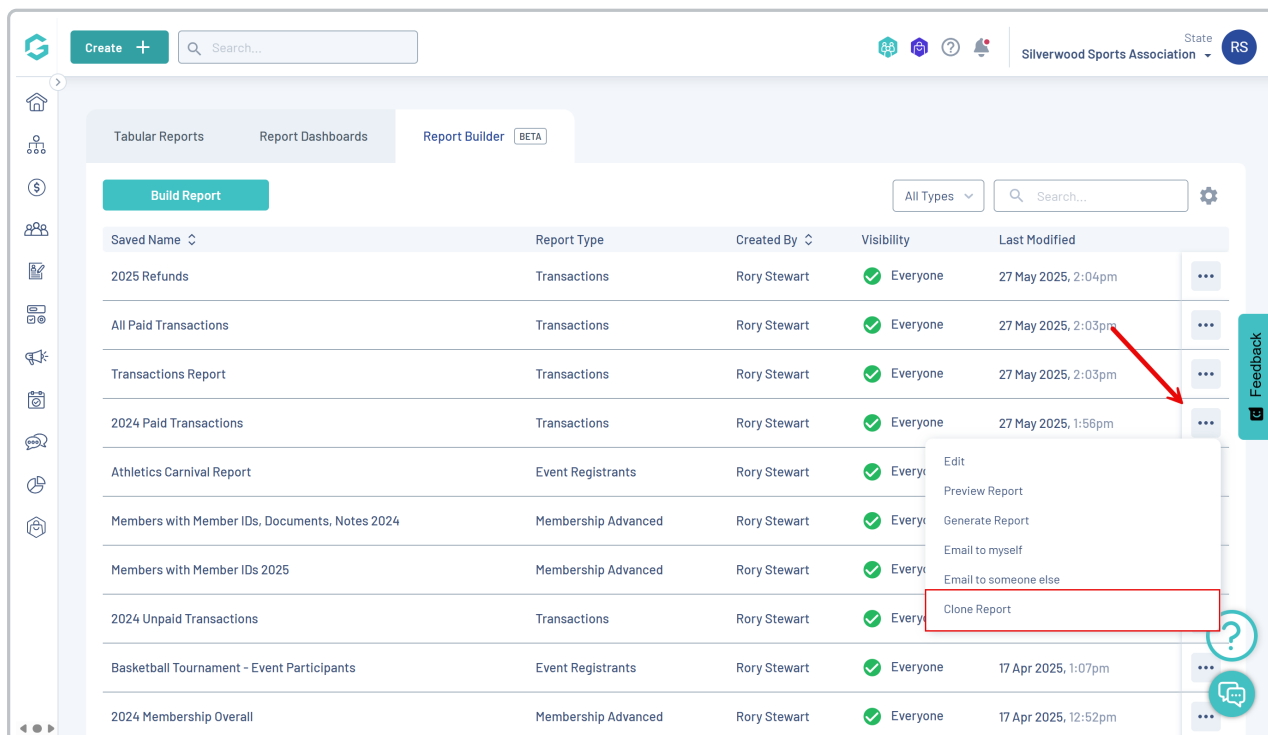 Create
Search...
State
Silverwood Sports Association
RS
Tabular Reports
Report Dashboards
Report Builder BETA
Build Report
All Types
Search...
Saved Name Report Type Created By Visibility Last Modified
2025 Refunds Transactions Rory Stewart Everyone 27 May 2025, 2:04pm
All Paid Transactions Transactions Rory Stewart Everyone 27 May 2025, 2:03pm
Transactions Report Transactions Rory Stewart Everyone 27 May 2025, 2:03pm
2024 Paid Transactions Transactions Rory Stewart Everyone 27 May 2025, 1:56pm
Athletics Carnival Report Event Registrants Rory Stewart
Members with Member IDs, Documents, Notes 2024 Membership Advanced Rory Stewart
Members with Member IDs 2025 Membership Advanced Rory Stewart
2024 Unpaid Transactions Transactions Rory Stewart
Basketball Tournament - Event Participants Event Registrants Rory Stewart Everyone 17 Apr 2025, 1:07pm
2024 Membership Overall Membership Advanced Rory Stewart Everyone 17 Apr 2025, 12:52pm
Edit
Preview Report
Generate Report
Email to myself
Email to someone else
Clone Report
Feedback